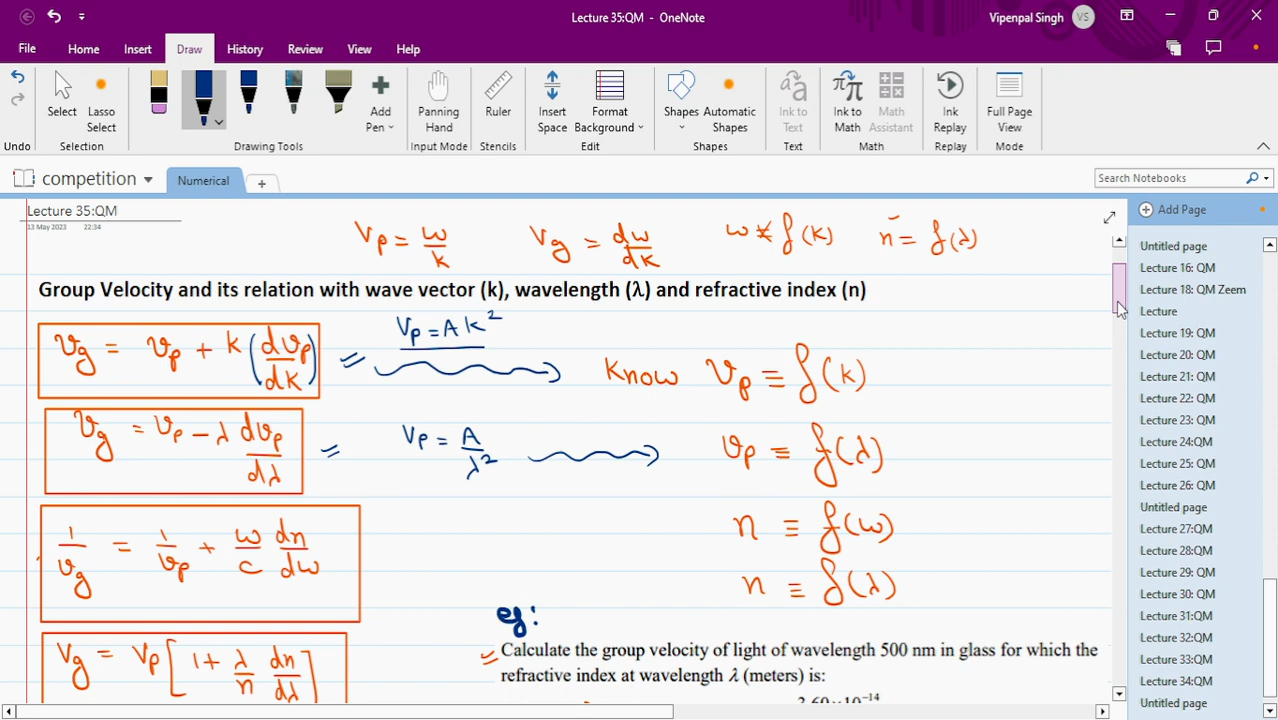 Lecture 35:QM - OneNote
Vipenpal Singh VS
File Home Insert Draw History Review View Help
Undo
Select
Lasso Select
Add Pen
Panning Hand
Ruler
Insert Space
Format Background
Shapes
Automatic Shapes
Ink to Text
Ink to Math
Math Assistant
Ink Replay
Full Page View
Undo Selection Drawing Tools Input Mode Stencils Edit Shapes Text Math Replay Mode
competition Numerical +
Search Notebooks
Lecture 35:QM
13 May 2023 22:34
Vp = w/k Vg = dw/dk n = f(λ)
Group Velocity and its relation with wave vector (k), wavelength (λ) and refractive index (n)
Vg = Vp + k (dvp/dk) = Vp = A k² Know Vp ≡ f(k)
Vg = Vp − λ dvp/dλ = Vp = A/λ² vp ≡ f(λ)
1/vg = 1/vp + w/c dn/dw n ≡ f(w)
n ≡ f(λ)
eg:
Vg = Vp [1 + λ/n dn/dλ]
Calculate the group velocity of light of wavelength 500 nm in glass for which the
refractive index at wavelength λ (meters) is:
3.60×10⁻¹⁴
Add Page
Untitled page
Lecture 16: QM
Lecture 18: QM Zeem
Lecture
Lecture 19: QM
Lecture 20: QM
Lecture 21: QM
Lecture 22: QM
Lecture 23: QM
Lecture 24:QM
Lecture 25: QM
Lecture 26: QM
Untitled page
Lecture 27:QM
Lecture 28:QM
Lecture 29: QM
Lecture 30: QM
Lecture 31:QM
Lecture 32:QM
Lecture 33:QM
Lecture 34:QM
Untitled page